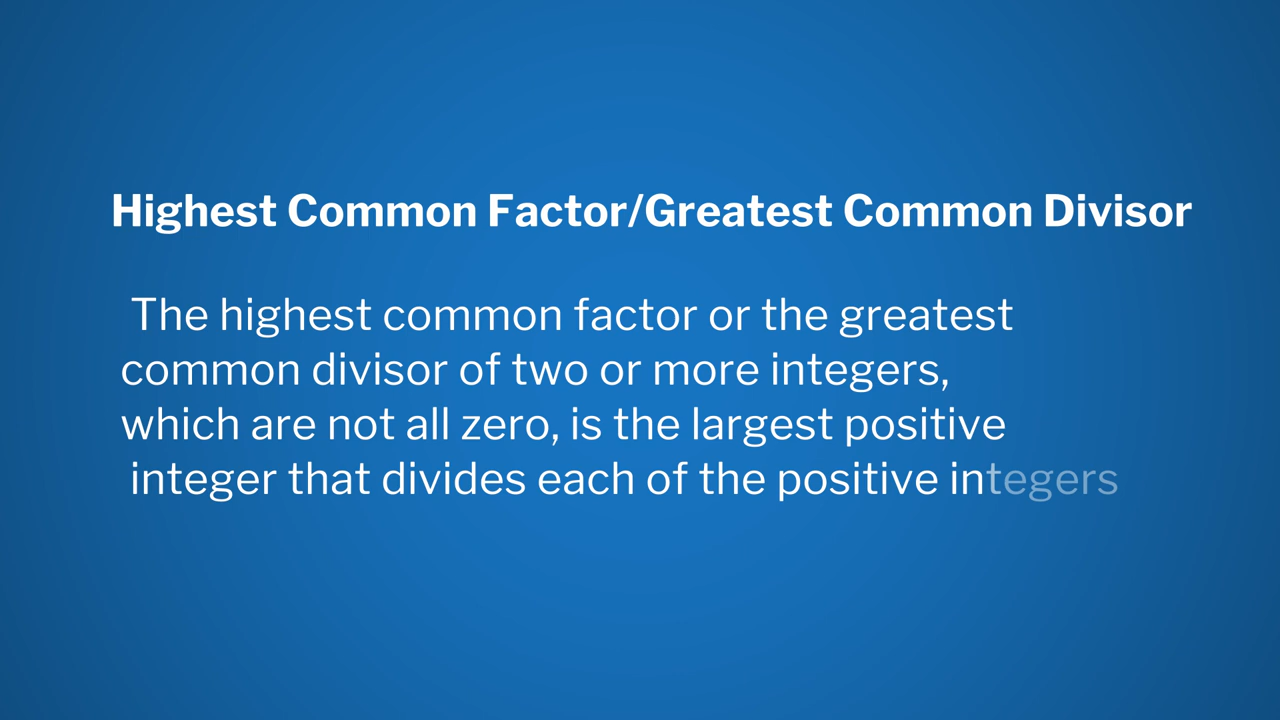 Highest Common Factor/Greatest Common Divisor
The highest common factor or the greatest
common divisor of two or more integers,
which are not all zero, is the largest positive
integer that divides each of the positive integers